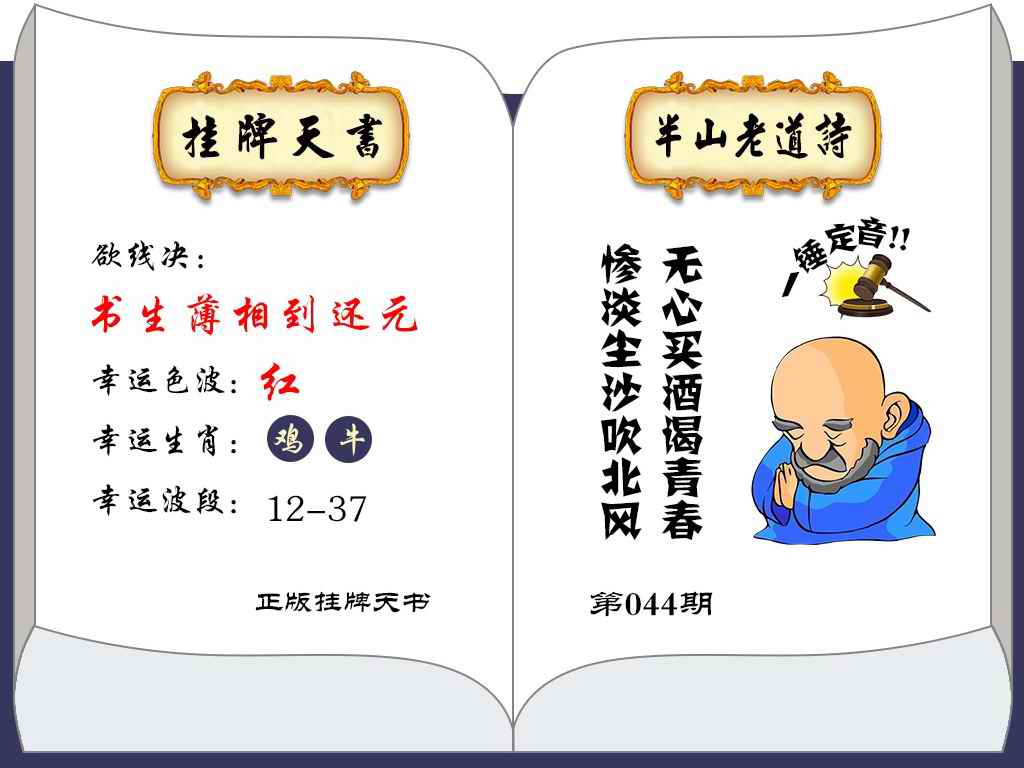 挂牌天書
欲线决：
书生薄相到还元
幸运色波：红
幸运生肖：鸡 牛
幸运波段：12-37
正版挂牌天书
半山老道詩
一锤定音!!
无心买酒谒青春
惨淡尘沙吹北风
第044期